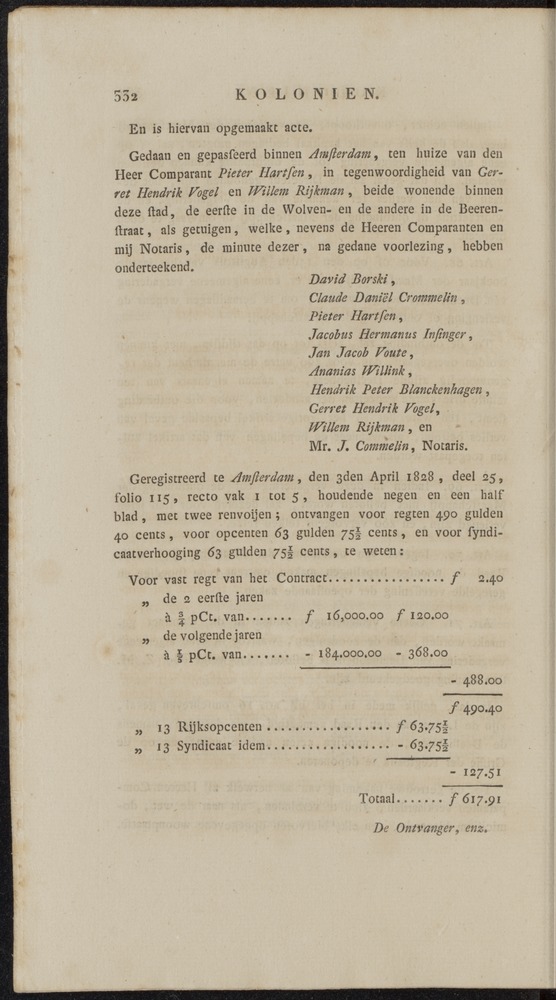 532 KOLONIEN.
En is hiervan opgemaakt acte.
Gedaan en gepasſeerd binnen Amſterdam, ten huize van den
Heer Comparant Pieter Hartſen, in tegenwoordigheid van Ger-
ret Hendrik Vogel en Willem Rijkman, beide wonende binnen
deze ſtad, de eerſte in de Wolven- en de andere in de Beeren-
ſtraat, als getuigen, welke, nevens de Heeren Comparanten en
mij Notaris, de minute dezer, na gedane voorlezing, hebben
onderteekend.
David Borski,
Claude Daniël Crommelin,
Pieter Hartſen,
Jacobus Hermanus Inſinger,
Jan Jacob Voute,
Ananias Willink,
Hendrik Peter Blanckenhagen,
Gerret Hendrik Vogel,
Willem Rijkman, en
Mr. J. Commelin, Notaris.
Geregistreerd te Amſterdam, den 3den April 1828, deel 25,
folio 115, recto vak 1 tot 5, houdende negen en een half
blad, met twee renvoijen; ontvangen voor regten 490 gulden
40 cents, voor opcenten 63 gulden 75½ cents, en voor ſyndi-
caatverhooging 63 gulden 75½ cents, te weten:
Voor vast regt van het Contract................. f 2.40
„ de 2 eerſte jaren
à ¾ pCt. van....... f 16,000.00 f 120.00
„ de volgende jaren
à ⅕ pCt. van....... - 184.000.00 - 368.00
- 488.00
f 490.40
„ 13 Rijksopcenten .................. f 63.75½
„ 13 Syndicaat idem.................. - 63.75½
- 127.51
Totaal....... f 617.91
De Ontvanger, enz.